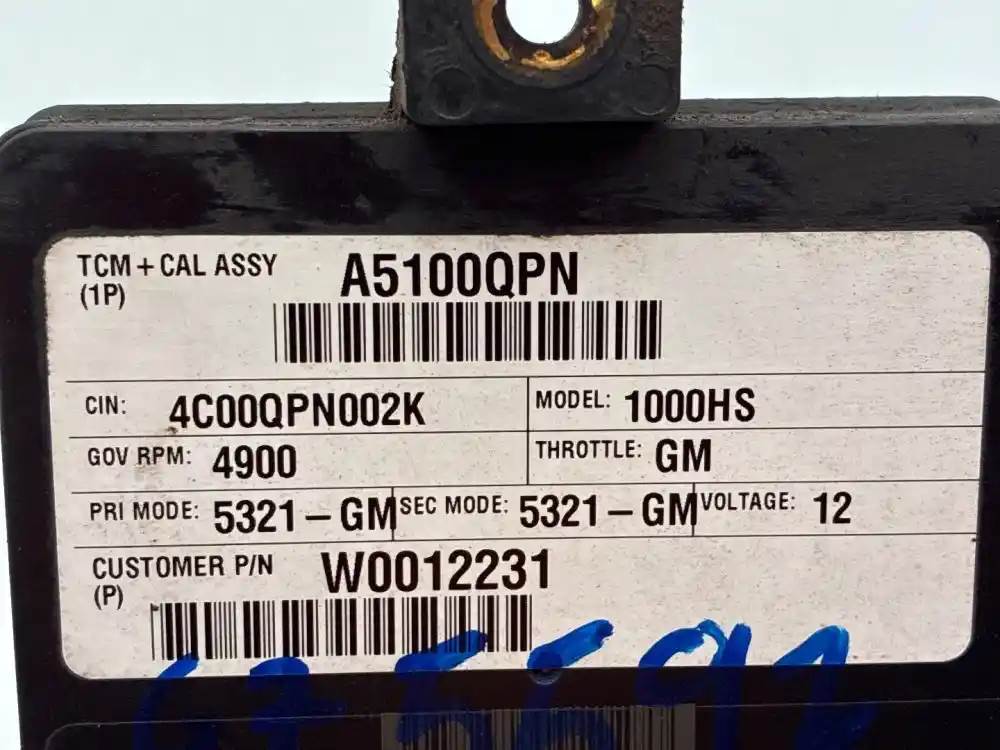 TCM + CAL ASSY A5100QPN
(1P)
CIN: 4C00QPN002K MODEL: 1000HS
GOV RPM: 4900 THROTTLE: GM
PRI MODE: 5321 – GM SEC MODE: 5321 – GM VOLTAGE: 12
CUSTOMER P/N W0012231
(P)